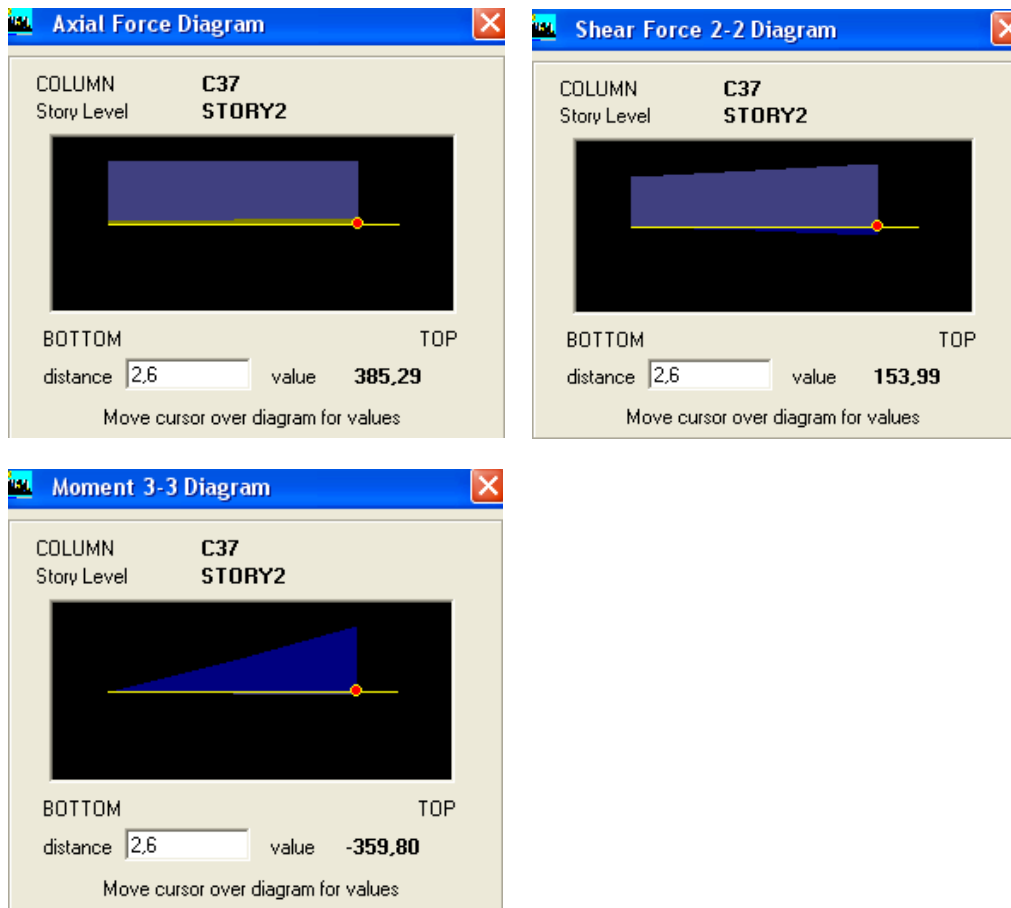 Axial Force Diagram
COLUMN C37
Story Level STORY2
BOTTOM TOP
distance 2,6 value 385,29
Move cursor over diagram for values
Shear Force 2-2 Diagram
COLUMN C37
Story Level STORY2
BOTTOM TOP
distance 2,6 value 153,99
Move cursor over diagram for values
Moment 3-3 Diagram
COLUMN C37
Story Level STORY2
BOTTOM TOP
distance 2,6 value -359,80
Move cursor over diagram for values